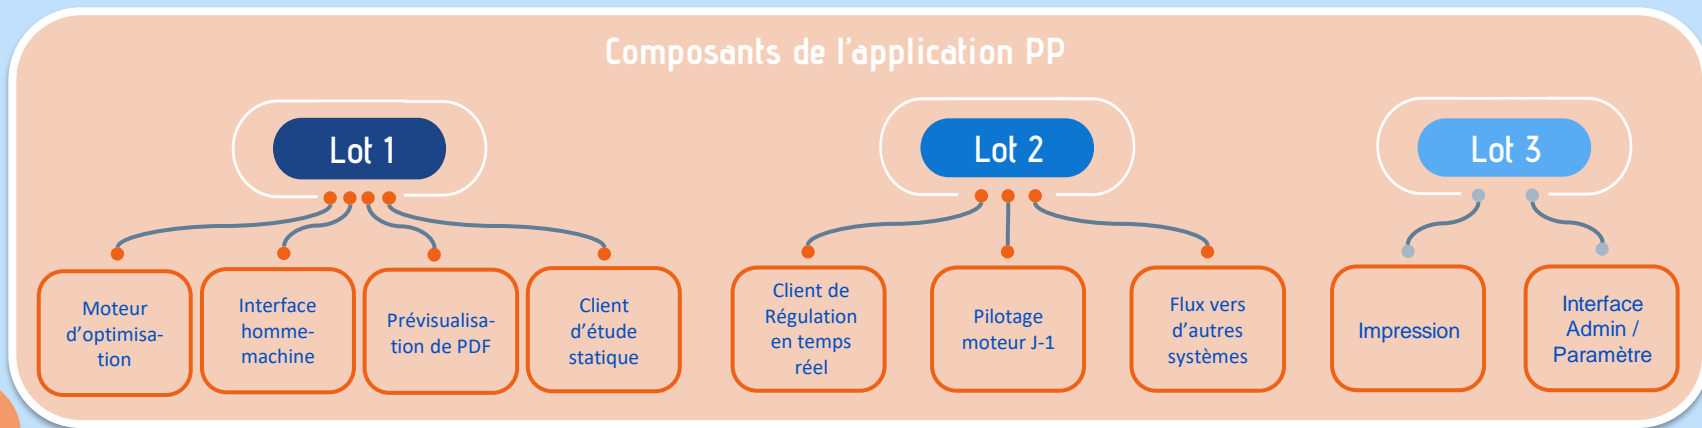 Composants de l'application PP
Lot 1
Lot 2
Lot 3
Moteur
d'optimisa-
tion
Interface
homme-
machine
Prévisualisa-
tion de PDF
Client
d'étude
statique
Client de
Régulation
en temps
réel
Pilotage
moteur J-1
Flux vers
d'autres
systèmes
Impression
Interface
Admin /
Paramètre